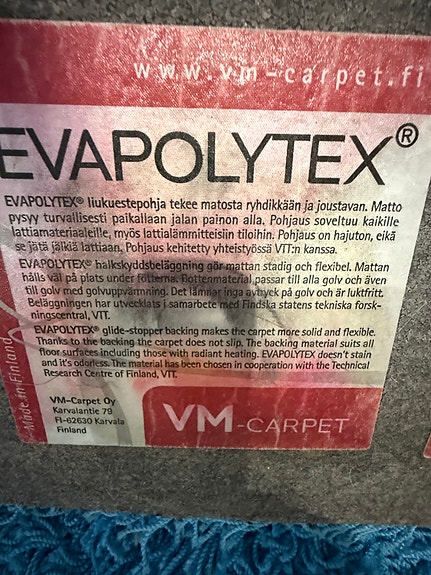 www.vm-carpet.fi
EVAPOLYTEX®
EVAPOLYTEX® liukuestepohja tekee matosta ryhdikkään ja joustavan. Matto
pysyy turvallisesti paikallaan jalan painon alla. Pohjaus soveltuu kaikille
lattiamateriaaleille, myös lattialämmitteisiin tiloihin. Pohjaus on hajuton, eikä
se jätä jälkiä lattiaan. Pohjaus kehitetty yhteistyössä VTT:n kanssa.
EVAPOLYTEX® halkskyddsbeläggning gör mattan stadig och flexibel. Mattan
hålls väl på plats under fötterna. Bottenmaterial passar till alla golv och även
till golv med golvuppvärmning. Det lämnar inga avtryck på golv och är luktfritt.
Beläggningen har utvecklats i samarbete med Findska statens tekniska forsk-
ningscentral, VTT.
EVAPOLYTEX® glide-stopper backing makes the carpet more solid and flexible.
Thanks to the backing the carpet does not slip. The backing material suits all
floor surfaces including those with radiant heating. EVAPOLYTEX doesn't stain
and it's odorless. The material has been chosen in cooperation with the Technical
Research Centre of Finland, VTT.
Made in Finland
VM-Carpet Oy
Karvalantie 79
FI-62630 Karvala
Finland
VM-CARPET